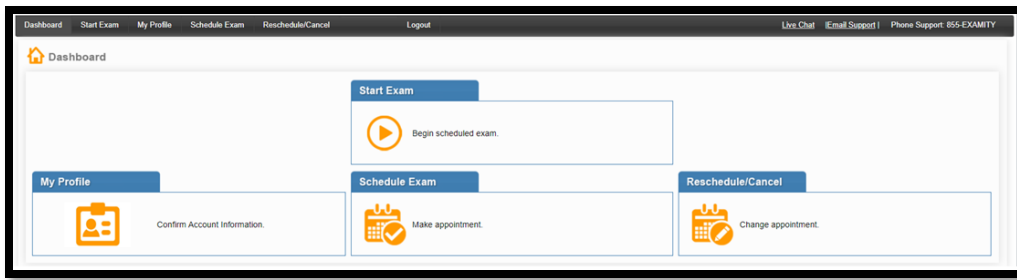 Dashboard Start Exam My Profile Schedule Exam Reschedule/Cancel Logout Live Chat |Email Support| Phone Support: 855-EXAMITY
Dashboard
Start Exam
Begin scheduled exam.
My Profile
Confirm Account Information.
Schedule Exam
Make appointment.
Reschedule/Cancel
Change appointment.